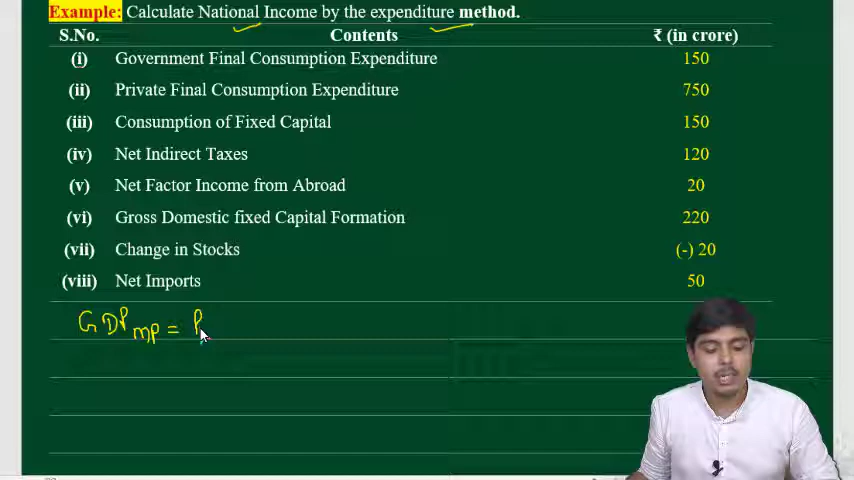 Example: Calculate National Income by the expenditure method.
S.No. Contents ₹ (in crore)
(i) Government Final Consumption Expenditure 150
(ii) Private Final Consumption Expenditure 750
(iii) Consumption of Fixed Capital 150
(iv) Net Indirect Taxes 120
(v) Net Factor Income from Abroad 20
(vi) Gross Domestic fixed Capital Formation 220
(vii) Change in Stocks (-) 20
(viii) Net Imports 50
GDP MP = P